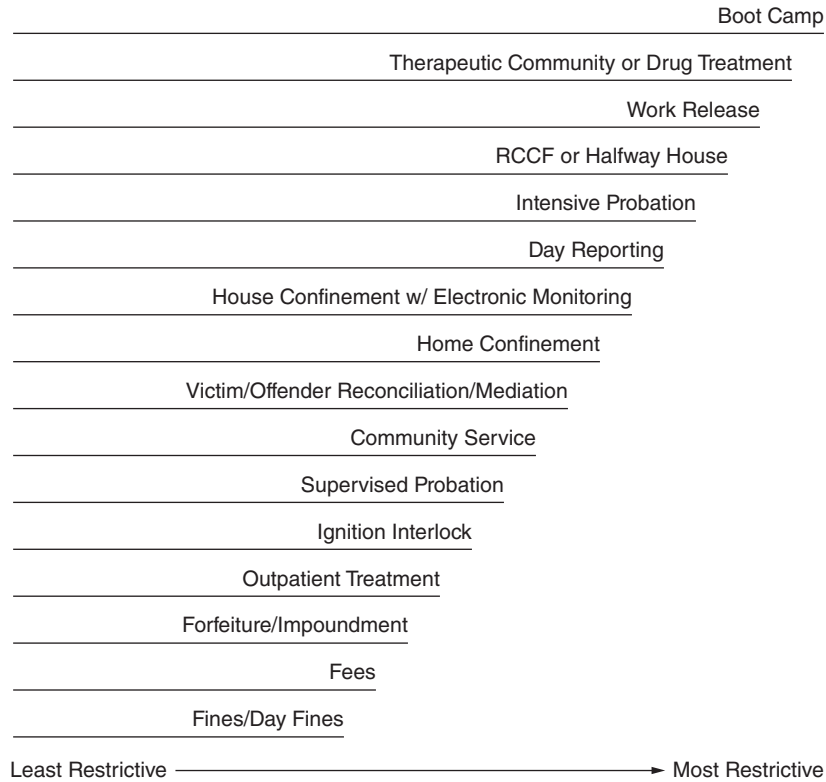 Boot Camp
Therapeutic Community or Drug Treatment
Work Release
RCCF or Halfway House
Intensive Probation
Day Reporting
House Confinement w/ Electronic Monitoring
Home Confinement
Victim/Offender Reconciliation/Mediation
Community Service
Supervised Probation
Ignition Interlock
Outpatient Treatment
Forfeiture/Impoundment
Fees
Fines/Day Fines
Least Restrictive Most Restrictive